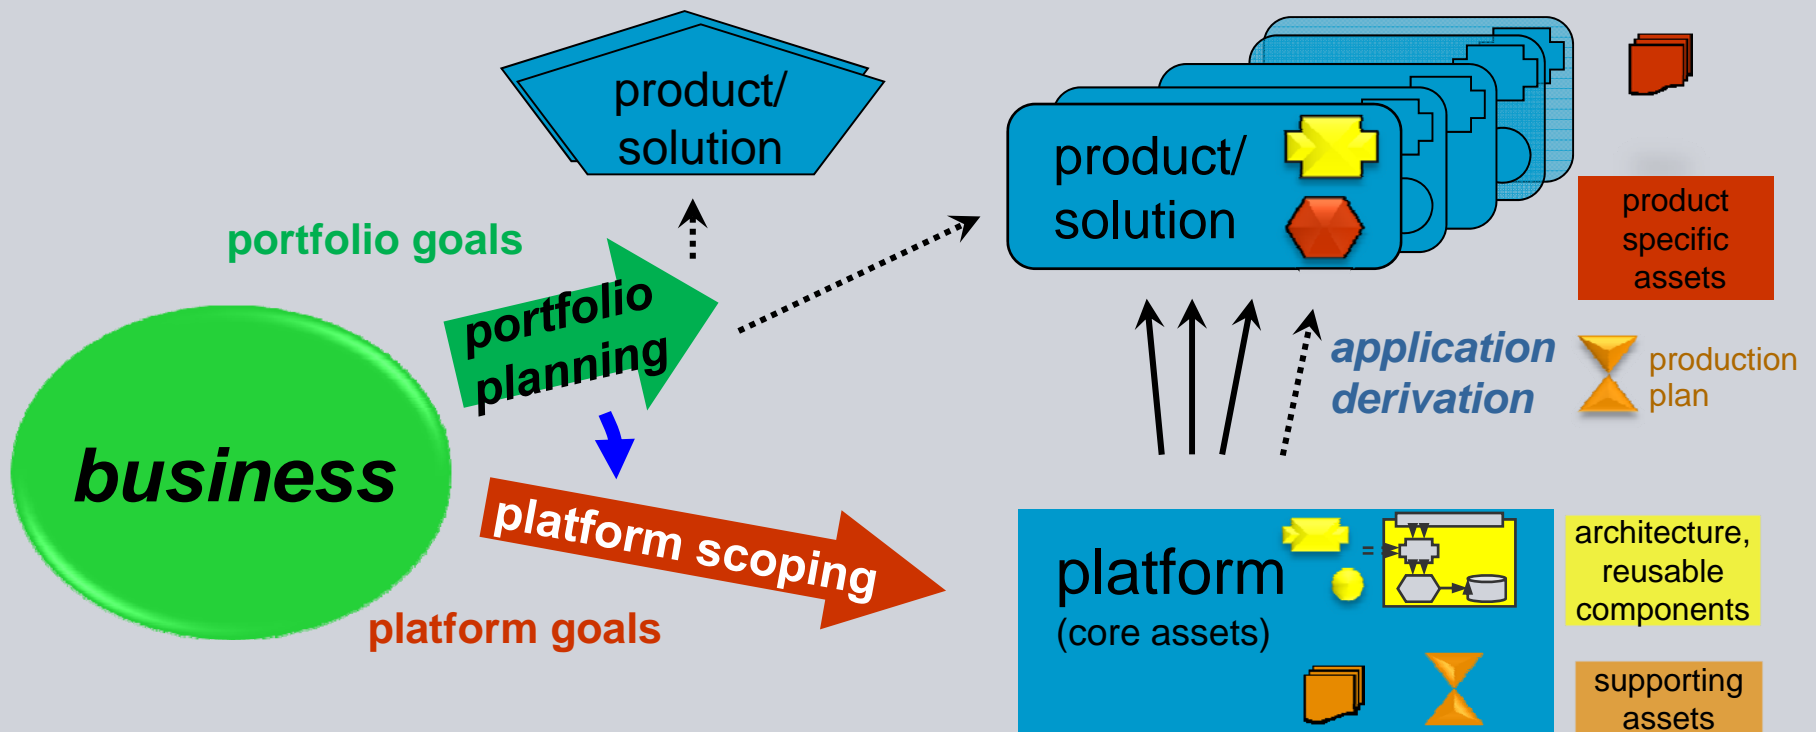 product/
solution
product/
solution
product
specific
assets
portfolio goals
portfolio
planning
application
derivation
production
plan
business
platform scoping
platform goals
platform
(core assets)
=
architecture,
reusable
components
supporting
assets